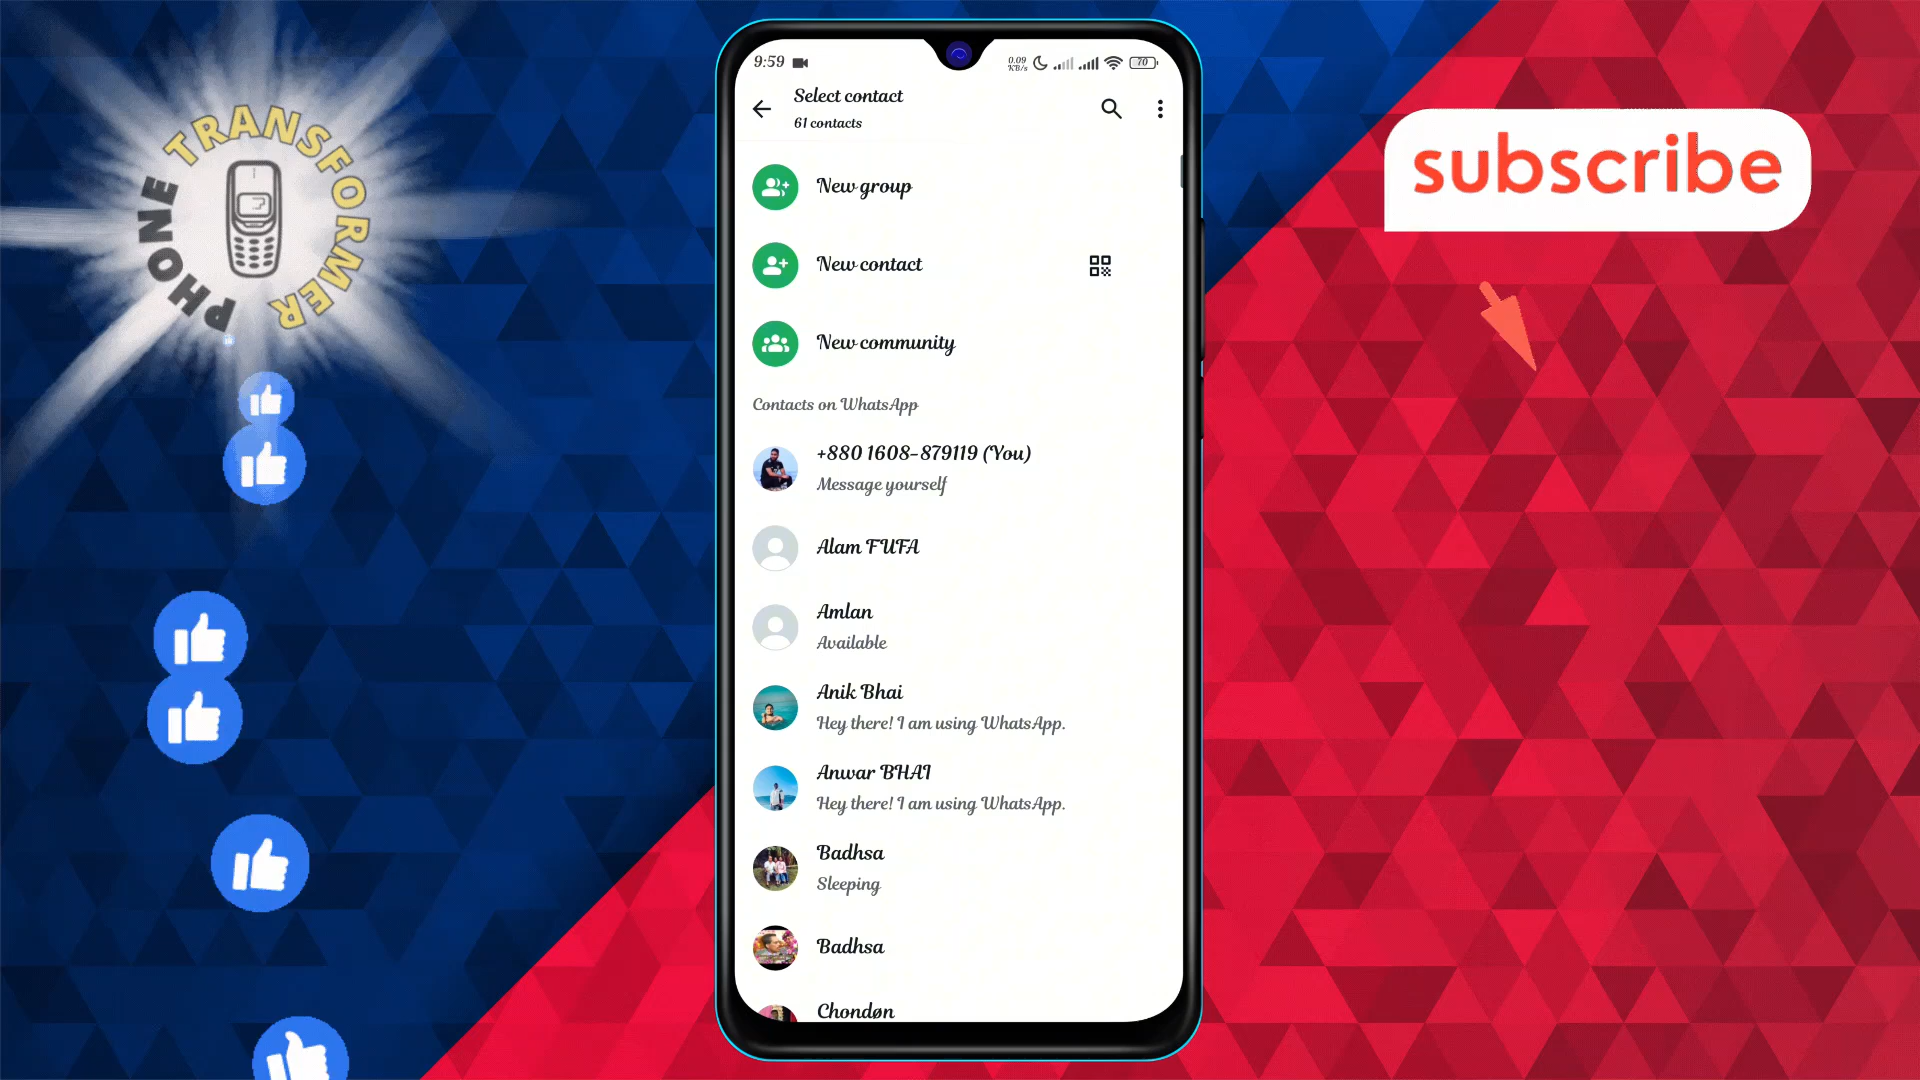 PHONE TRANSFORMER
subscribe
9:59
0.09
KB/s
70
Select contact
61 contacts
New group
New contact
New community
Contacts on WhatsApp
+880 1608-879119 (You)
Message yourself
Alam FUFA
Amlan
Available
Anik Bhai
Hey there! I am using WhatsApp.
Anwar BHAI
Hey there! I am using WhatsApp.
Badhsa
Sleeping
Badhsa
Chondøn